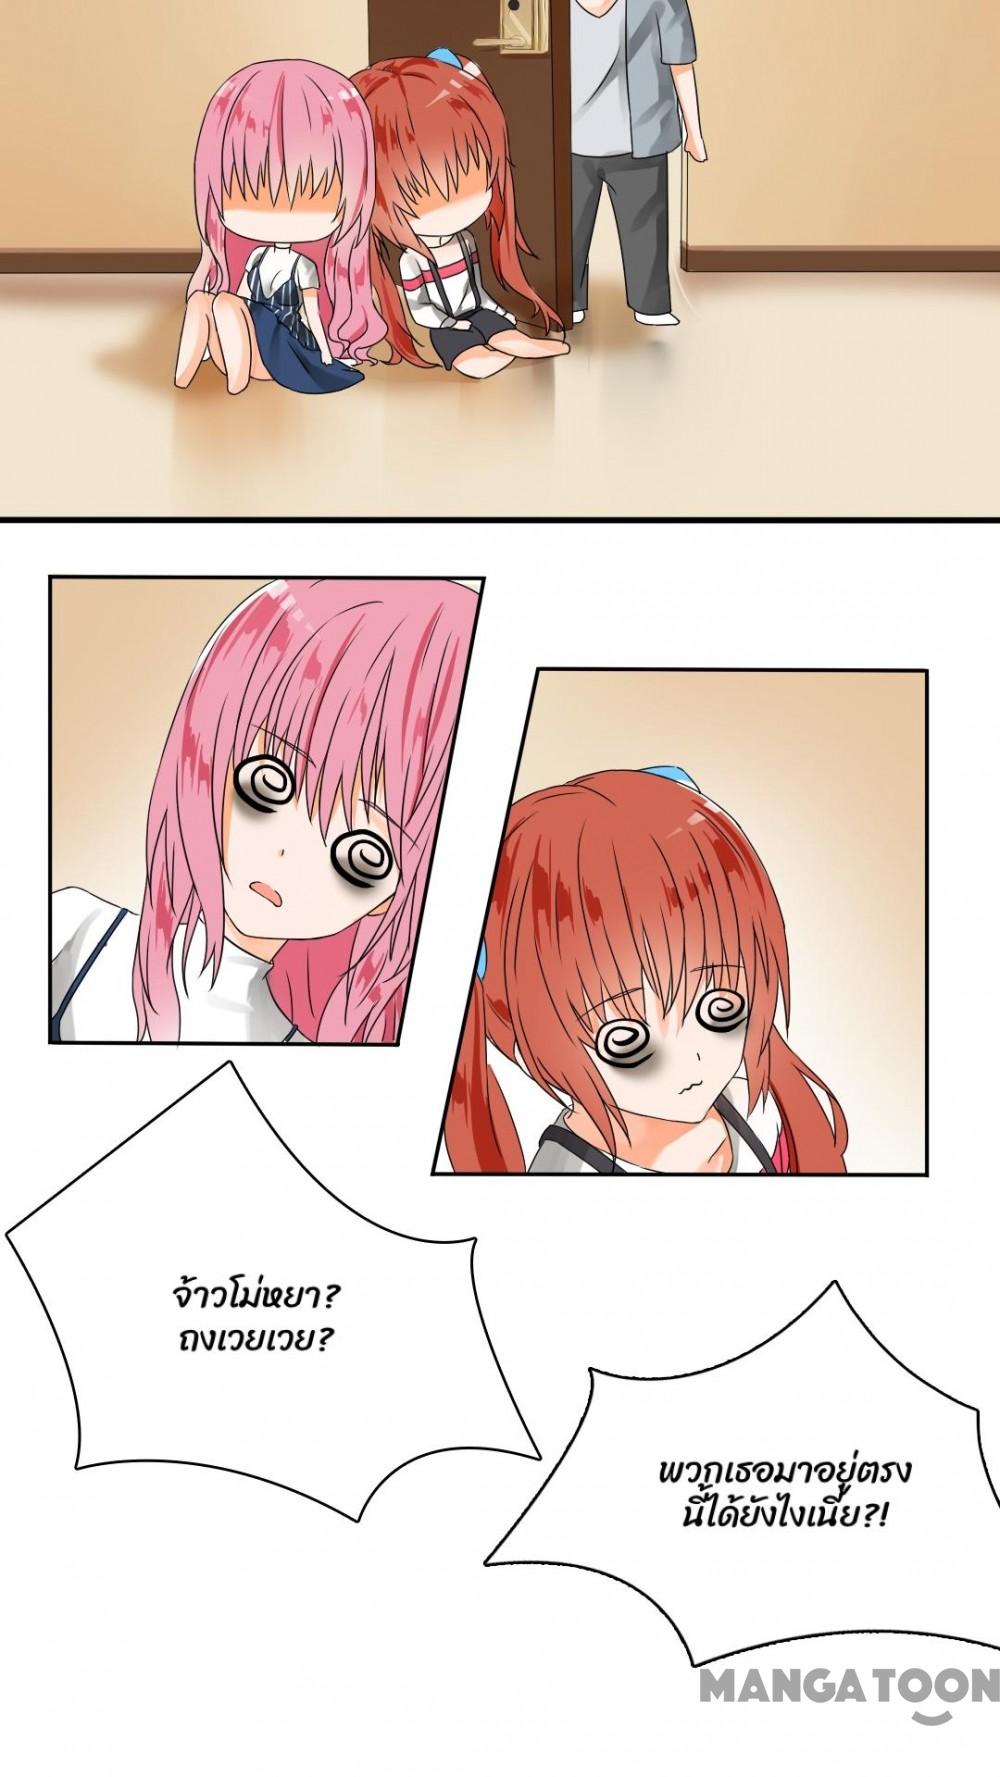 จ้าวโม่หยา?
ถงเวยเวย?
พวกเธอมาอยู่ตรง
นี้ได้ยังไงเนี่ย?!
MANGATOON